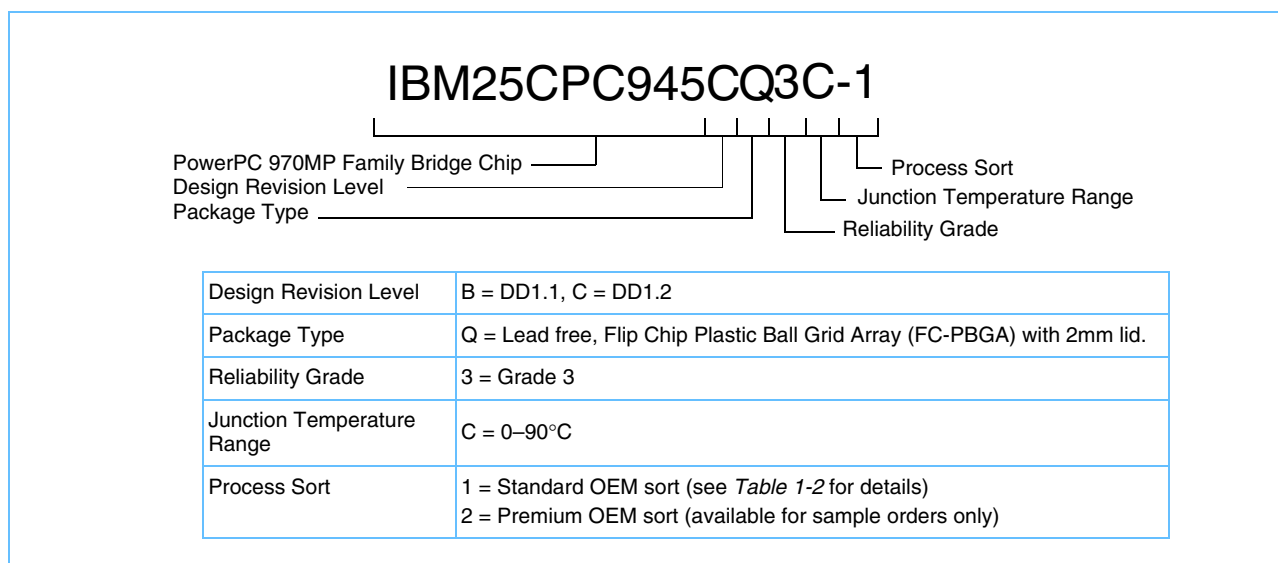 IBM25CPC945CQ3C-1
PowerPC 970MP Family Bridge Chip
Design Revision Level
Package Type
Process Sort
Junction Temperature Range
Reliability Grade
Design Revision Level B = DD1.1, C = DD1.2
Package Type Q = Lead free, Flip Chip Plastic Ball Grid Array (FC-PBGA) with 2mm lid.
Reliability Grade 3 = Grade 3
Junction Temperature
Range C = 0–90°C
Process Sort 1 = Standard OEM sort (see Table 1-2 for details)
2 = Premium OEM sort (available for sample orders only)